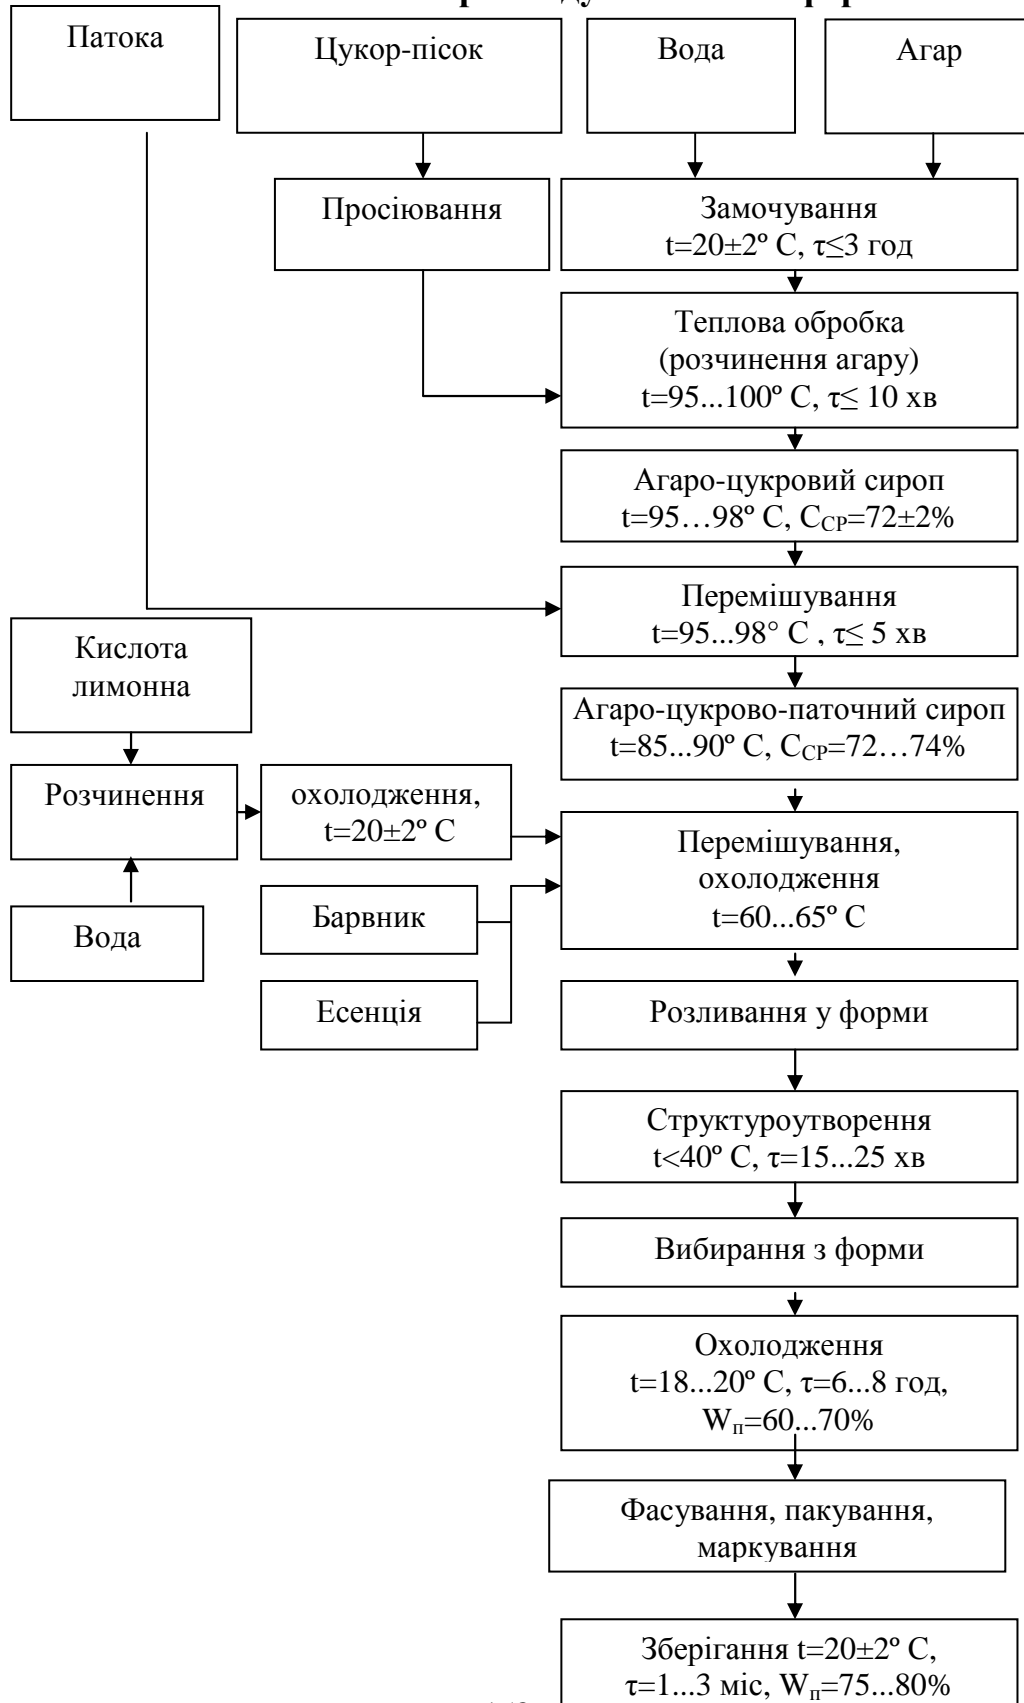 Патока
Цукор-пісок
Вода
Агар
Просіювання
Замочування
t=20±2º С, τ≤3 год
Теплова обробка
(розчинення агару)
t=95...100º С, τ≤ 10 хв
Агаро-цукровий сироп
t=95…98º С, ССР=72±2%
Перемішування
t=95...98° С , τ≤ 5 хв
Кислота
лимонна
Агаро-цукрово-паточний сироп
t=85...90º С, ССР=72…74%
Розчинення
охолодження,
t=20±2º С
Перемішування,
охолодження
t=60...65º С
Барвник
Вода
Есенція
Розливання у форми
Структуроутворення
t<40º С, τ=15...25 хв
Вибирання з форми
Охолодження
t=18...20º С, τ=6...8 год,
Wп=60...70%
Фасування, пакування,
маркування
Зберігання t=20±2º С,
τ=1...3 міс, Wп=75...80%